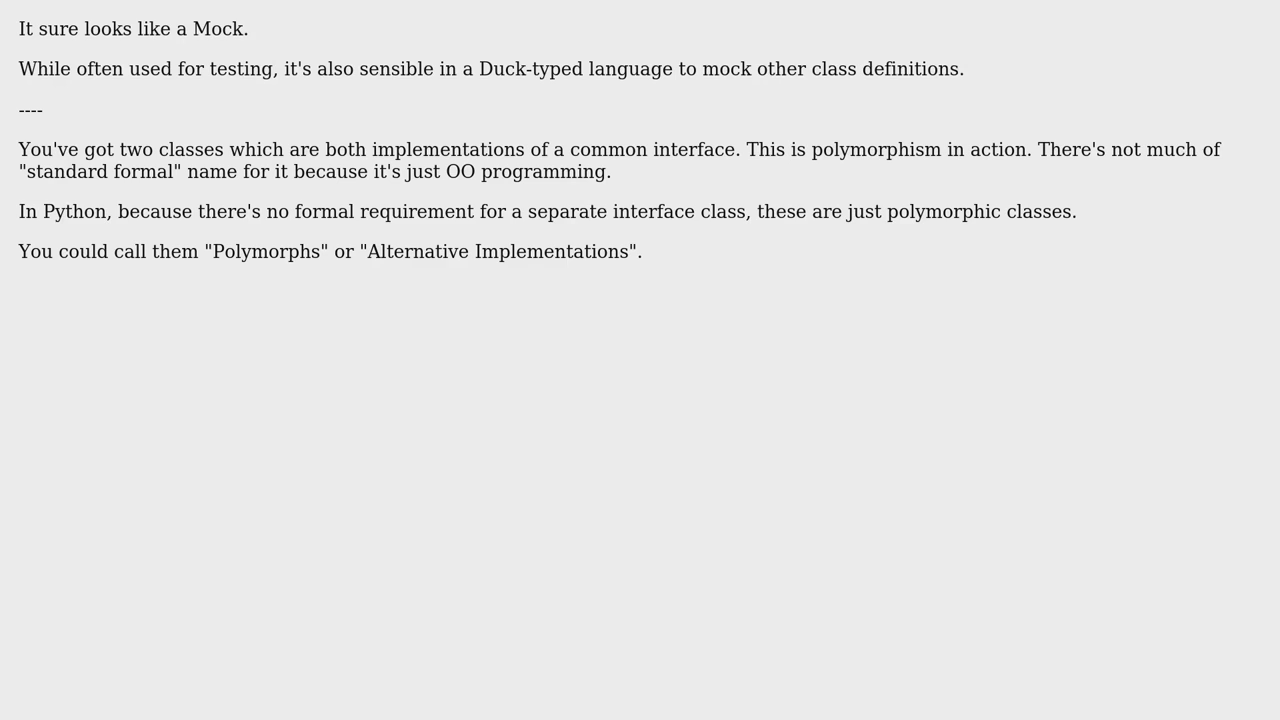 It sure looks like a Mock.
While often used for testing, it's also sensible in a Duck-typed language to mock other class definitions.
----
You've got two classes which are both implementations of a common interface. This is polymorphism in action. There's not much of
"standard formal" name for it because it's just OO programming.
In Python, because there's no formal requirement for a separate interface class, these are just polymorphic classes.
You could call them "Polymorphs" or "Alternative Implementations".